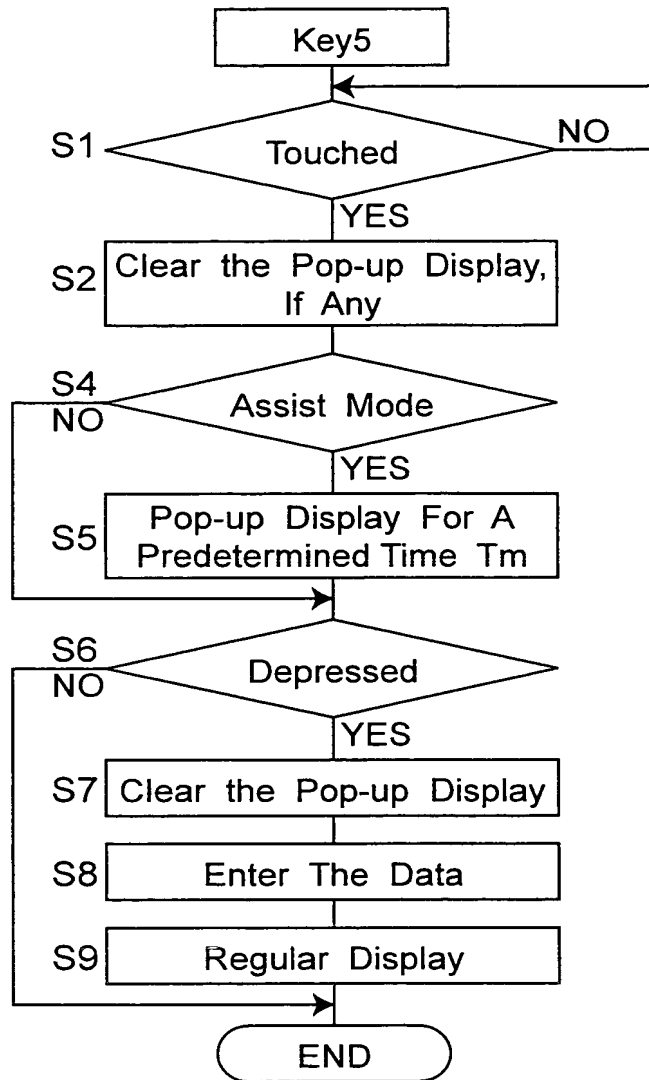 Key5
S1
Touched
NO
YES
S2
Clear the Pop-up Display,
If Any
S4
NO
Assist Mode
YES
S5
Pop-up Display For A
Predetermined Time Tm
S6
NO
Depressed
YES
S7
Clear the Pop-up Display
S8
Enter The Data
S9
Regular Display
END